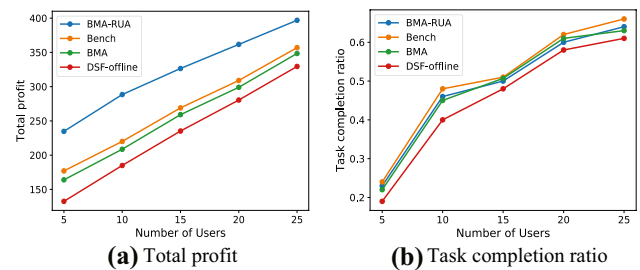 BMA-RUA
Bench
BMA
DSF-offline
Total profit
400
350
300
250
200
150
5 10 15 20 25
Number of Users
(a) Total profit
BMA-RUA
Bench
BMA
DSF-offline
Task completion ratio
0.6
0.5
0.4
0.3
0.2
5 10 15 20 25
Number of Users
(b) Task completion ratio